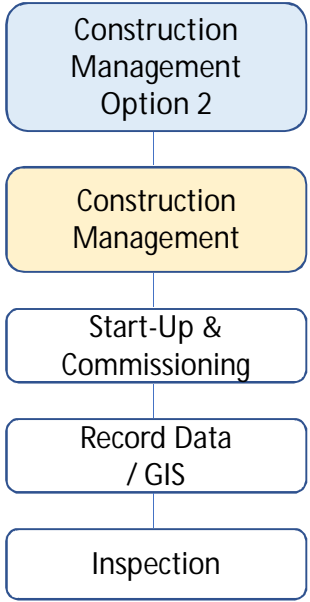 Construction
Management
Option 2
Construction
Management
Start-Up &
Commissioning
Record Data
/ GIS
Inspection